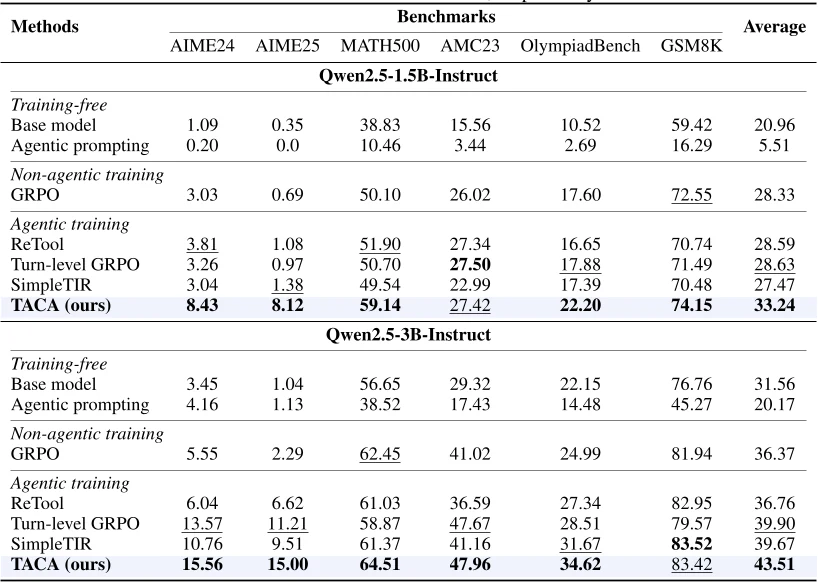 Methods Benchmarks Average
AIME24 AIME25 MATH500 AMC23 OlympiadBench GSM8K
Qwen2.5-1.5B-Instruct
Training-free
Base model 1.09 0.35 38.83 15.56 10.52 59.42 20.96
Agentic prompting 0.20 0.0 10.46 3.44 2.69 16.29 5.51
Non-agentic training
GRPO 3.03 0.69 50.10 26.02 17.60 72.55 28.33
Agentic training
ReTool 3.81 1.08 51.90 27.34 16.65 70.74 28.59
Turn-level GRPO 3.26 0.97 50.70 27.50 17.88 71.49 28.63
SimpleTIR 3.04 1.38 49.54 22.99 17.39 70.48 27.47
TACA (ours) 8.43 8.12 59.14 27.42 22.20 74.15 33.24
Qwen2.5-3B-Instruct
Training-free
Base model 3.45 1.04 56.65 29.32 22.15 76.76 31.56
Agentic prompting 4.16 1.13 38.52 17.43 14.48 45.27 20.17
Non-agentic training
GRPO 5.55 2.29 62.45 41.02 24.99 81.94 36.37
Agentic training
ReTool 6.04 6.62 61.03 36.59 27.34 82.95 36.76
Turn-level GRPO 13.57 11.21 58.87 47.67 28.51 79.57 39.90
SimpleTIR 10.76 9.51 61.37 41.16 31.67 83.52 39.67
TACA (ours) 15.56 15.00 64.51 47.96 34.62 83.42 43.51